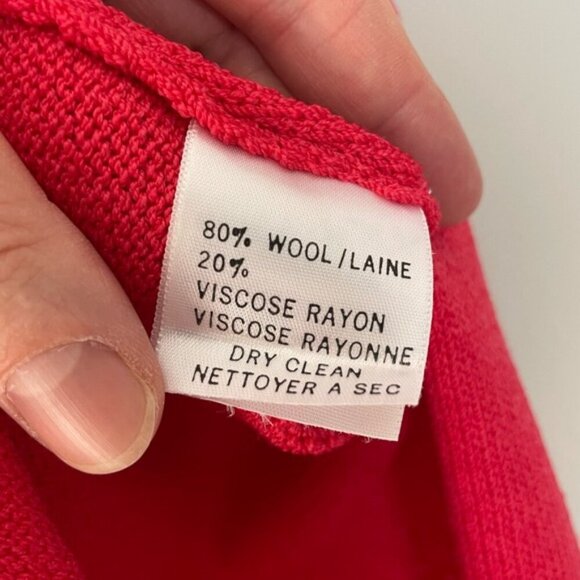 80% WOOL/LAINE
20%
VISCOSE RAYON
VISCOSE RAYONNE
DRY CLEAN
NETTOYER A SEC